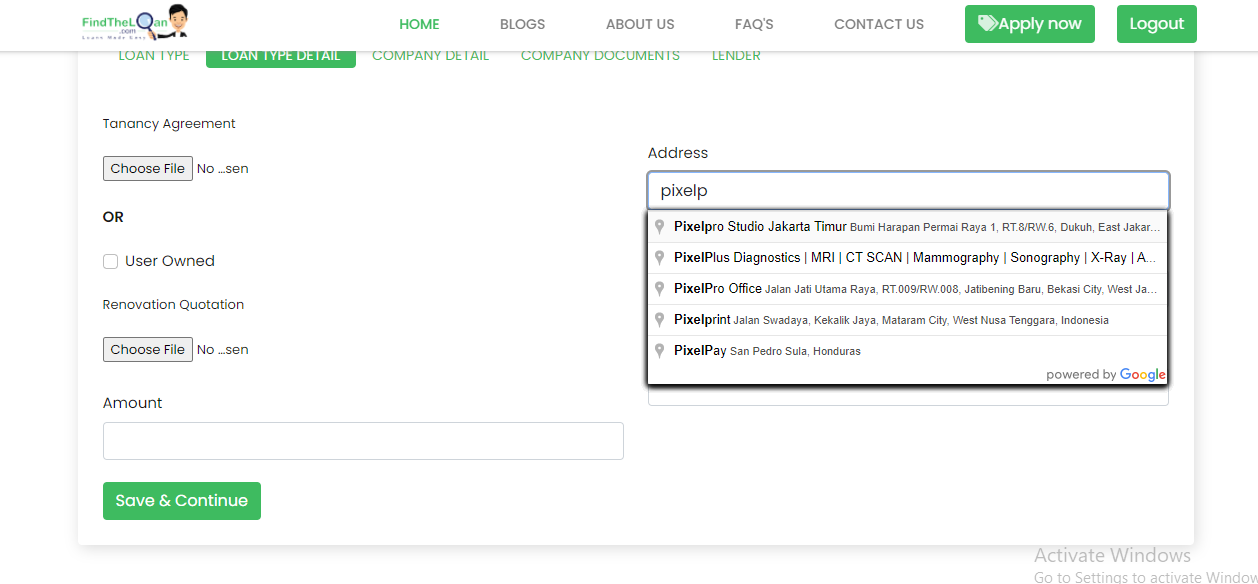 FindTheLoan
.com
Loans Made Easy
HOME
BLOGS
ABOUT US
FAQ'S
CONTACT US
Apply now
Logout
LOAN TYPE
LOAN TYPE DETAIL
COMPANY DETAIL
COMPANY DOCUMENTS
LENDER
Tanancy Agreement
Choose File No ...sen
OR
User Owned
Renovation Quotation
Choose File No ...sen
Amount
Save & Continue
Address
pixelp
Pixelpro Studio Jakarta Timur Bumi Harapan Permai Raya 1, RT.8/RW.6, Dukuh, East Jakar...
PixelPlus Diagnostics | MRI | CT SCAN | Mammography | Sonography | X-Ray | A...
PixelPro Office Jalan Jati Utama Raya, RT.009/RW.008, Jatibening Baru, Bekasi City, West Ja...
Pixelprint Jalan Swadaya, Kekalik Jaya, Mataram City, West Nusa Tenggara, Indonesia
PixelPay San Pedro Sula, Honduras
powered by Google
Activate Windows
Go to Settings to activate Window